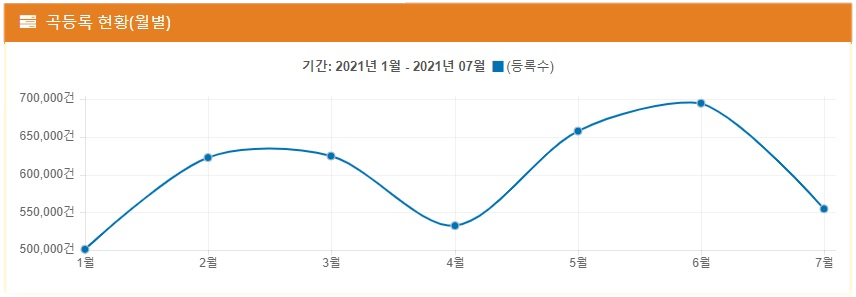 곡등록 현황(월별)
기간: 2021년 1월 - 2021년 07월 (등록수)
700,000건
650,000건
600,000건
550,000건
500,000건
1월 2월 3월 4월 5월 6월 7월